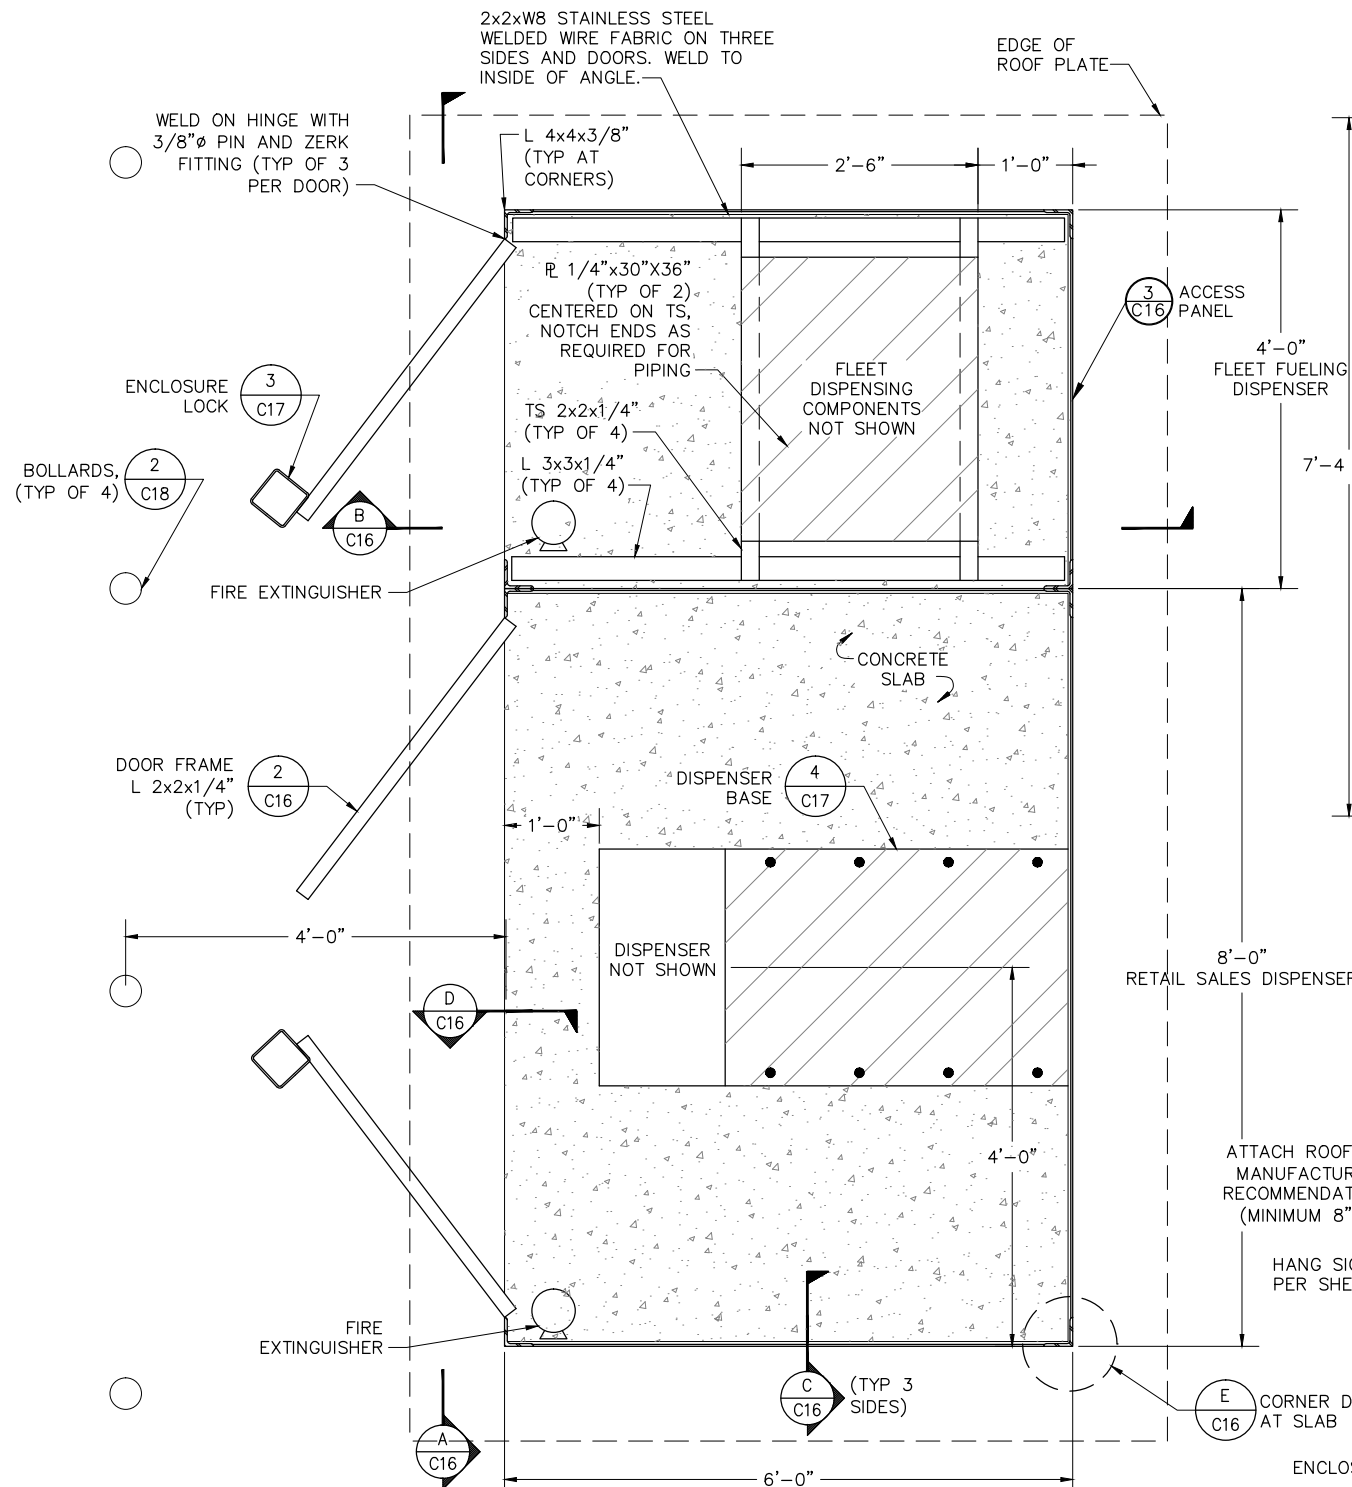 2x2xW8 STAINLESS STEEL
WELDED WIRE FABRIC ON THREE
SIDES AND DOORS. WELD TO
INSIDE OF ANGLE.
EDGE OF
ROOF PLATE
WELD ON HINGE WITH
3/8"ø PIN AND ZERK
FITTING (TYP OF 3
PER DOOR)
L 4x4x3/8"
(TYP AT
CORNERS)
2'-6"
1'-0"
℄ 1/4"x30"X36"
(TYP OF 2)
CENTERED ON TS,
NOTCH ENDS AS
REQUIRED FOR
PIPING
3
C16
ACCESS
PANEL
4'-0"
FLEET FUELING
DISPENSER
FLEET
DISPENSING
COMPONENTS
NOT SHOWN
ENCLOSURE
LOCK
3
C17
TS 2x2x1/4"
(TYP OF 4)
L 3x3x1/4"
(TYP OF 4)
7'-4
BOLLARDS,
(TYP OF 4)
2
C18
B
C16
FIRE EXTINGUISHER
CONCRETE
SLAB
DOOR FRAME
L 2x2x1/4"
(TYP)
2
C16
DISPENSER
BASE
4
C17
1'-0"
4'-0"
DISPENSER
NOT SHOWN
8'-0"
RETAIL SALES DISPENSER
D
C16
4'-0"
ATTACH ROOF
MANUFACTUR
RECOMMENDAT
(MINIMUM 8"
HANG SIG
PER SHE
FIRE
EXTINGUISHER
C
C16
(TYP 3
SIDES)
E
C16
CORNER D
AT SLAB
A
C16
ENCLOS
6'-0"